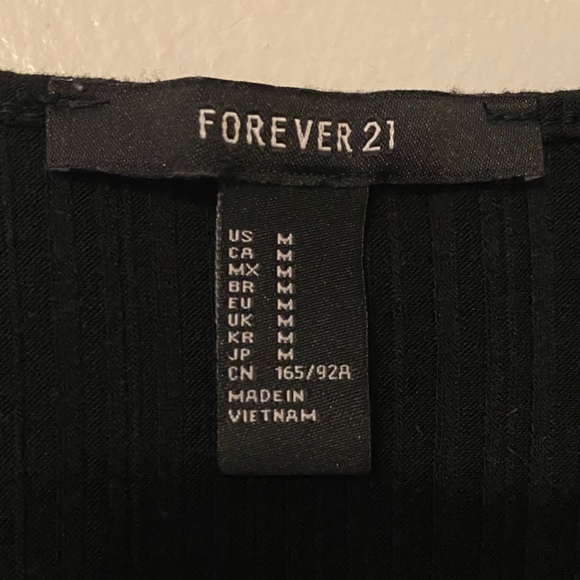 FOREVER 21
US M
CA M
MX M
BR M
EU M
UK M
KR M
JP M
CN 165/92A
MADE IN
VIETNAM